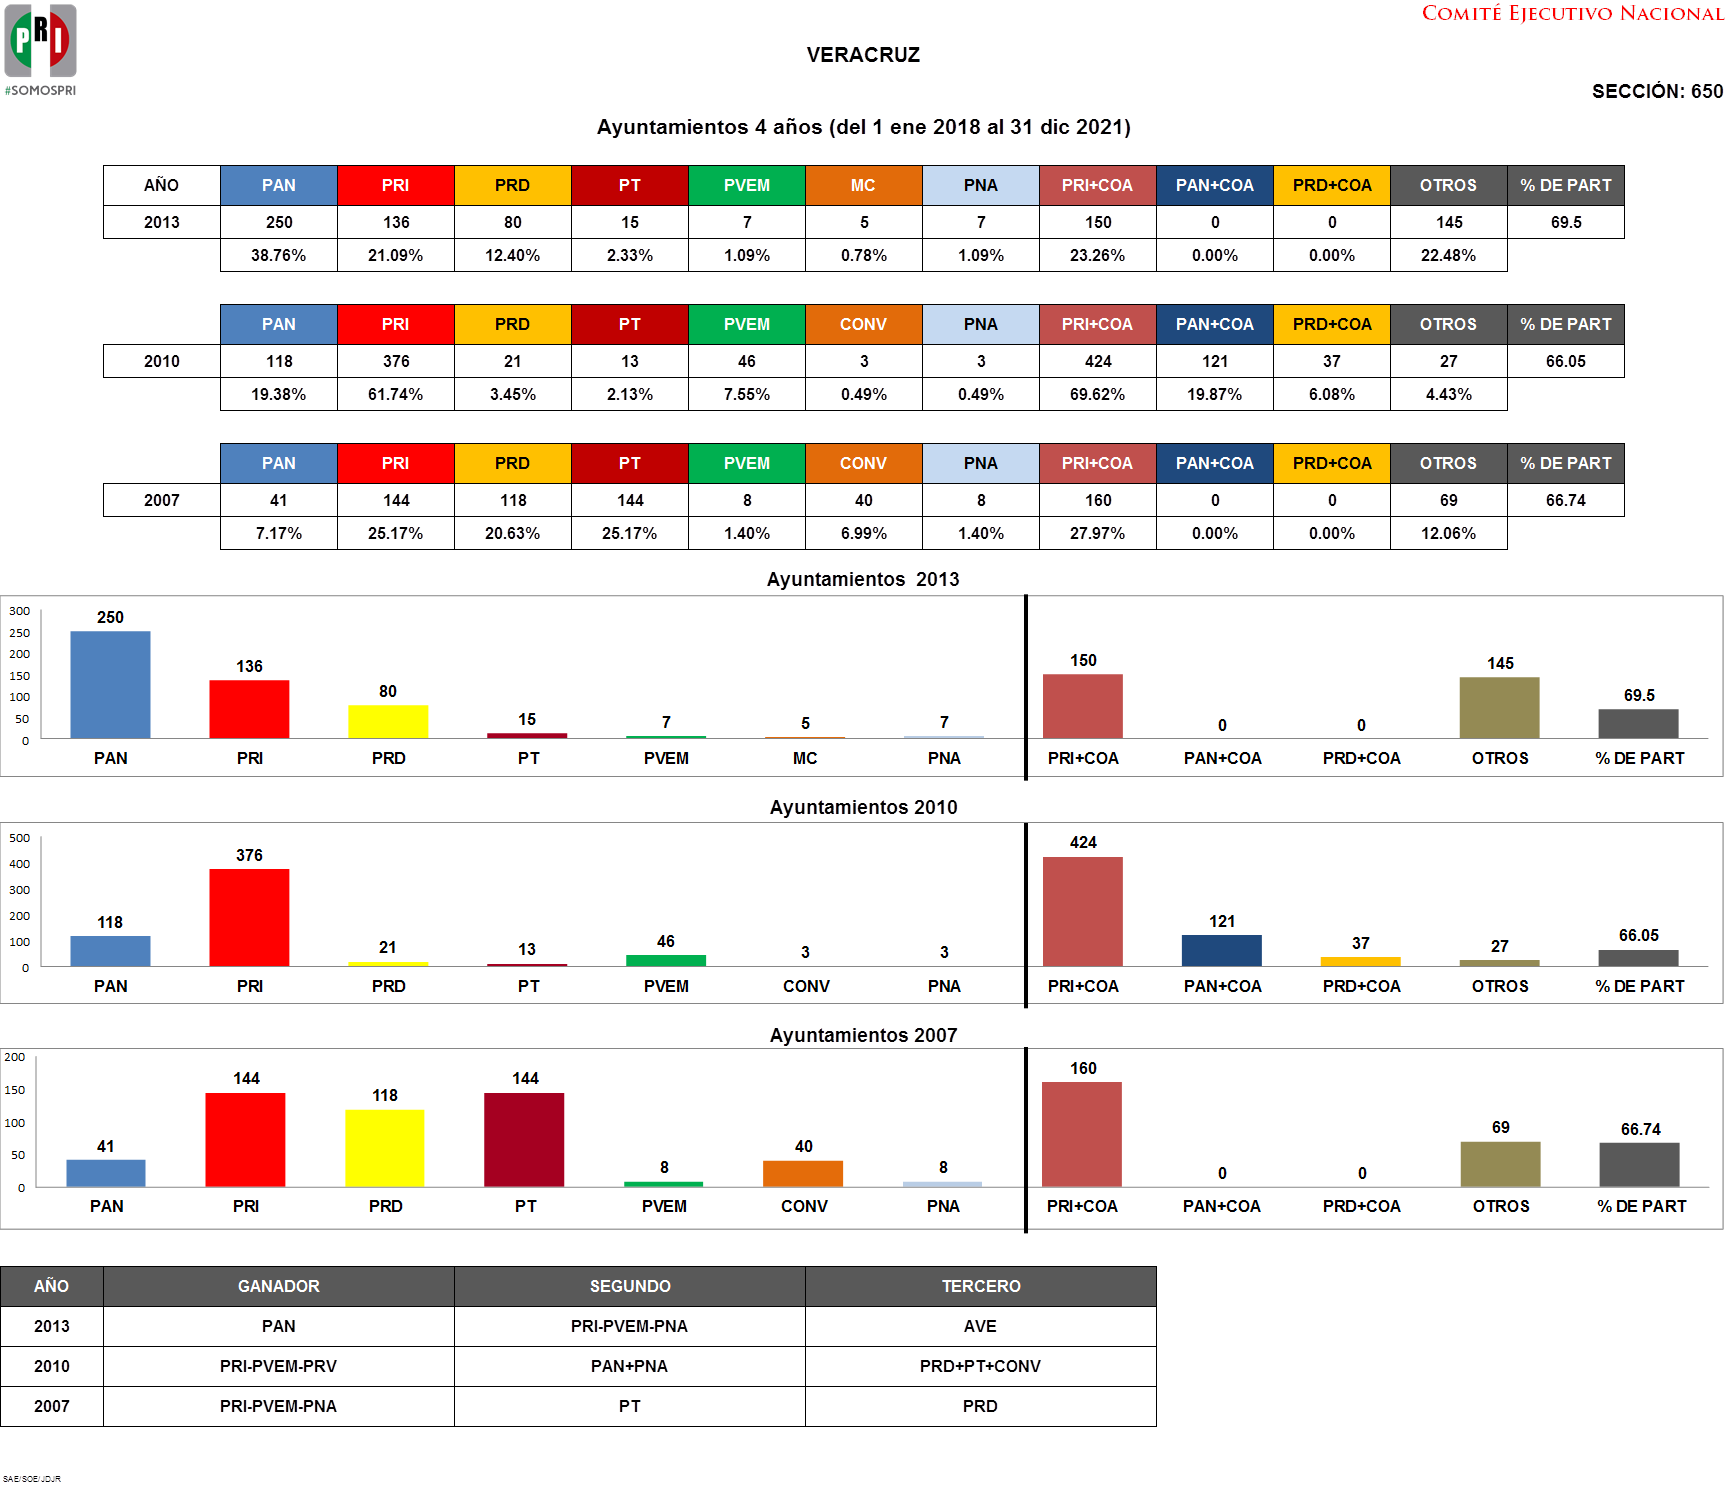 COMITÉ EJECUTIVO NACIONAL
PRI
#SOMOSPRI
VERACRUZ
SECCIÓN: 650
Ayuntamientos 4 años (del 1 ene 2018 al 31 dic 2021)
AÑO PAN PRI PRD PT PVEM MC PNA PRI+COA PAN+COA PRD+COA OTROS % DE PART
2013 250 136 80 15 7 5 7 150 0 0 145 69.5
38.76% 21.09% 12.40% 2.33% 1.09% 0.78% 1.09% 23.26% 0.00% 0.00% 22.48%
PAN PRI PRD PT PVEM CONV PNA PRI+COA PAN+COA PRD+COA OTROS % DE PART
2010 118 376 21 13 46 3 3 424 121 37 27 66.05
19.38% 61.74% 3.45% 2.13% 7.55% 0.49% 0.49% 69.62% 19.87% 6.08% 4.43%
PAN PRI PRD PT PVEM CONV PNA PRI+COA PAN+COA PRD+COA OTROS % DE PART
2007 41 144 118 144 8 40 8 160 0 0 69 66.74
7.17% 25.17% 20.63% 25.17% 1.40% 6.99% 1.40% 27.97% 0.00% 0.00% 12.06%
Ayuntamientos 2013
300
250
200
150
100
50
0
250 136 80 15 7 5 7 150 0 0 145 69.5
PAN PRI PRD PT PVEM MC PNA PRI+COA PAN+COA PRD+COA OTROS % DE PART
Ayuntamientos 2010
500
400
300
200
100
0
118 376 21 13 46 3 3 424 121 37 27 66.05
PAN PRI PRD PT PVEM CONV PNA PRI+COA PAN+COA PRD+COA OTROS % DE PART
Ayuntamientos 2007
200
150
100
50
0
41 144 118 144 8 40 8 160 0 0 69 66.74
PAN PRI PRD PT PVEM CONV PNA PRI+COA PAN+COA PRD+COA OTROS % DE PART
AÑO GANADOR SEGUNDO TERCERO
2013 PAN PRI-PVEM-PNA AVE
2010 PRI-PVEM-PRV PAN+PNA PRD+PT+CONV
2007 PRI-PVEM-PNA PT PRD
SAE/SOE/JDJR